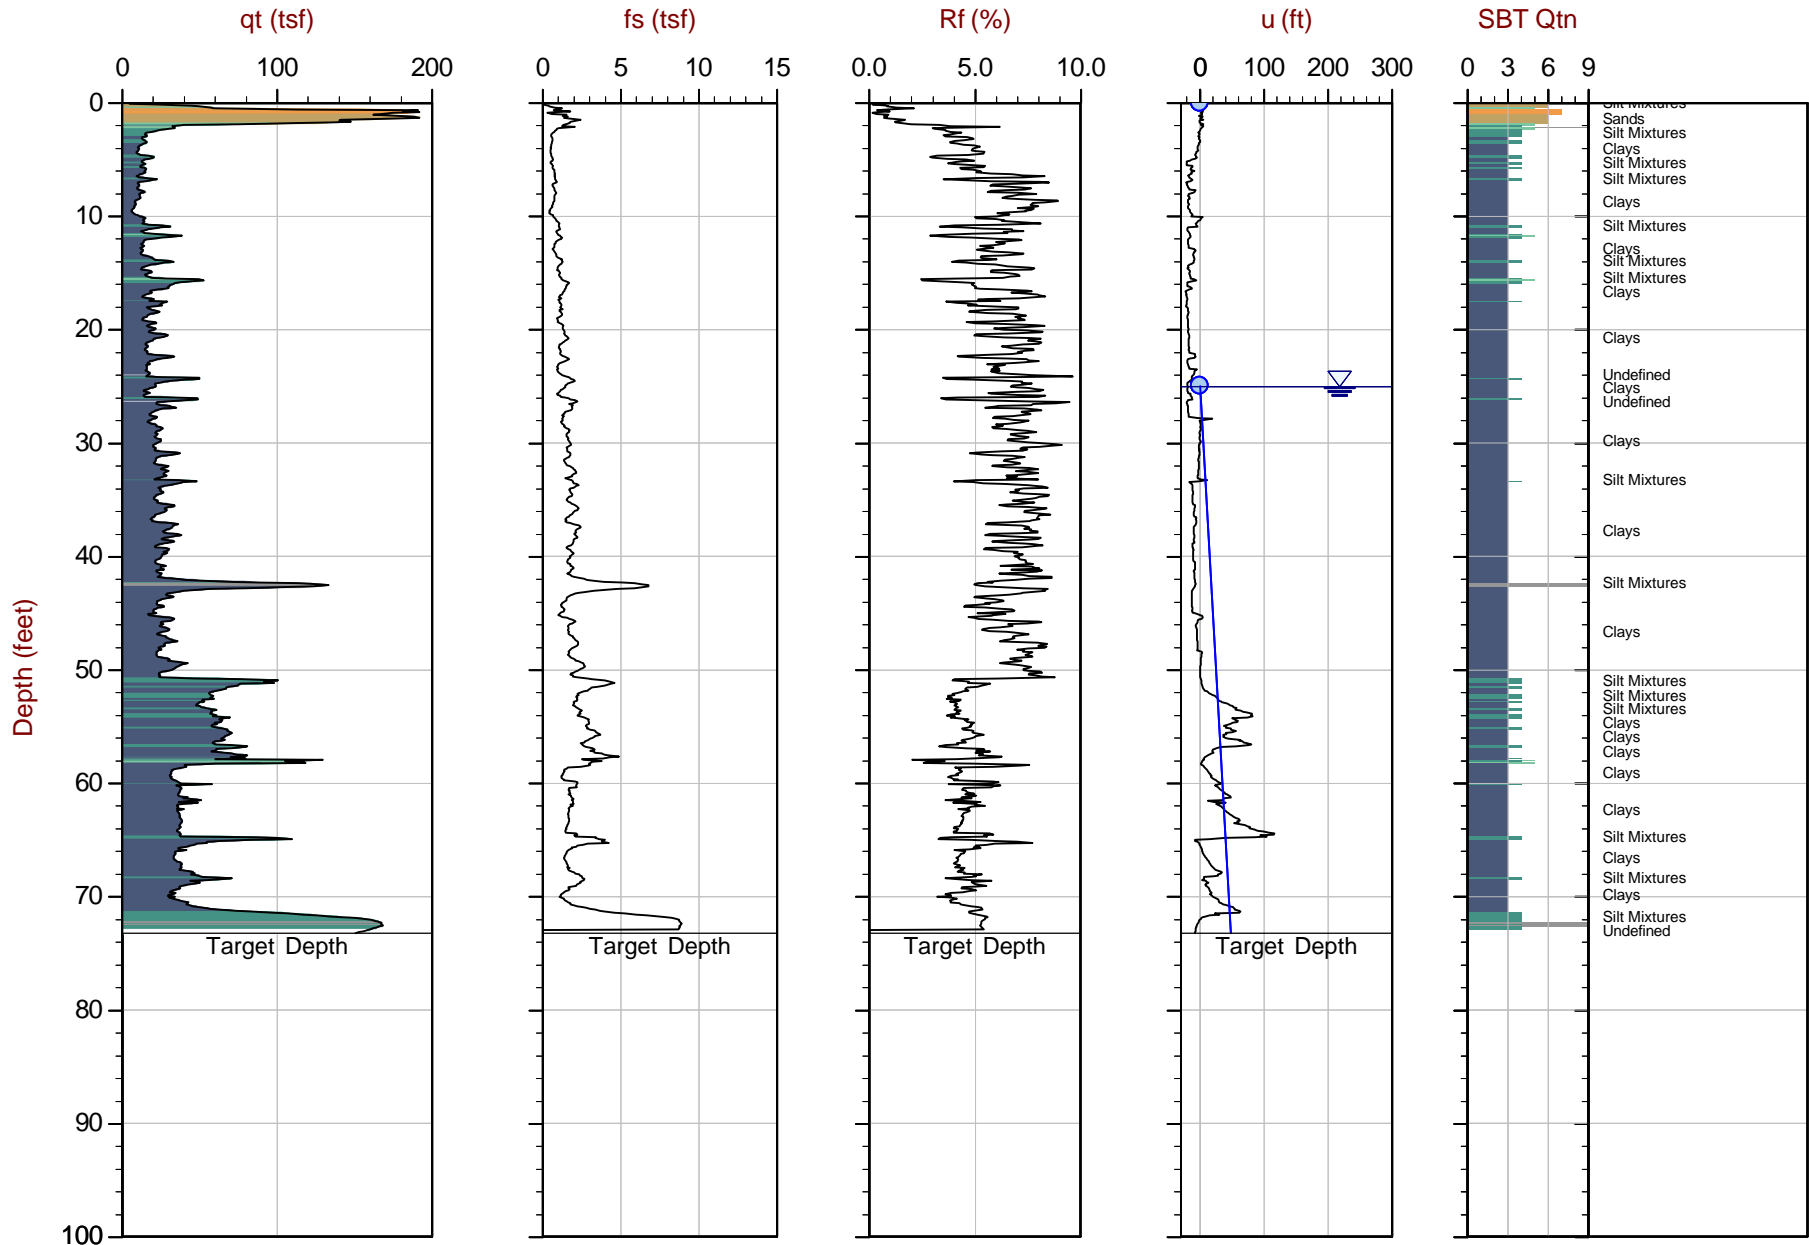 qt (tsf)
fs (tsf)
Rf (%)
u (ft)
SBT Qtn
0 100 200
0 5 10 15
0.0 5.0 10.0
0 100 200 300
0 3 6 9
Depth (feet)
0
10
20
30
40
50
60
70
80
90
100
Silt Mixtures
Sands
Silt Mixtures
Clays
Silt Mixtures
Silt Mixtures
Clays
Silt Mixtures
Clays
Silt Mixtures
Silt Mixtures
Clays
Clays
Undefined
Clays
Undefined
Clays
Silt Mixtures
Clays
Silt Mixtures
Clays
Silt Mixtures
Silt Mixtures
Silt Mixtures
Clays
Clays
Clays
Clays
Clays
Silt Mixtures
Clays
Silt Mixtures
Clays
Silt Mixtures
Undefined
Target Depth
Target Depth
Target Depth
Target Depth